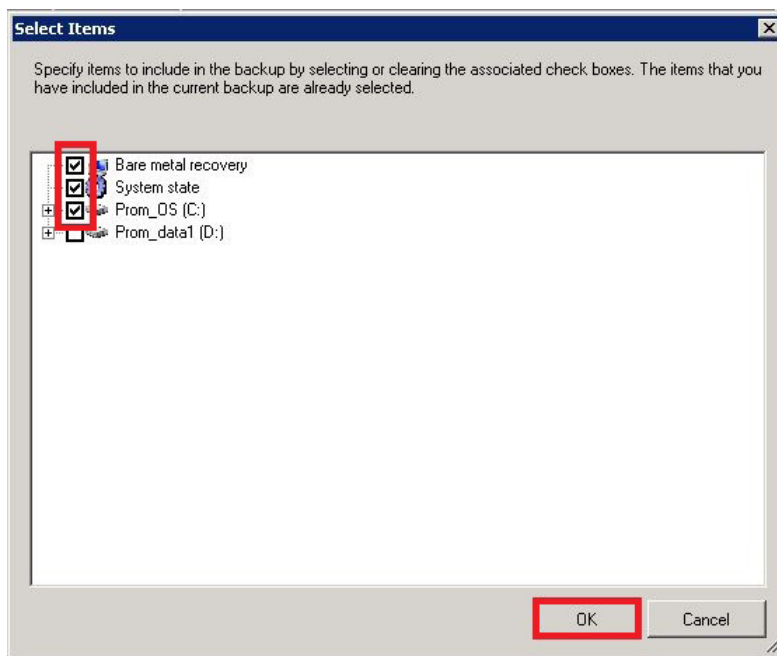 Select Items
Specify items to include in the backup by selecting or clearing the associated check boxes. The items that you
have included in the current backup are already selected.
Bare metal recovery
System state
Prom_OS (C:)
Prom_data1 (D:)
OK
Cancel